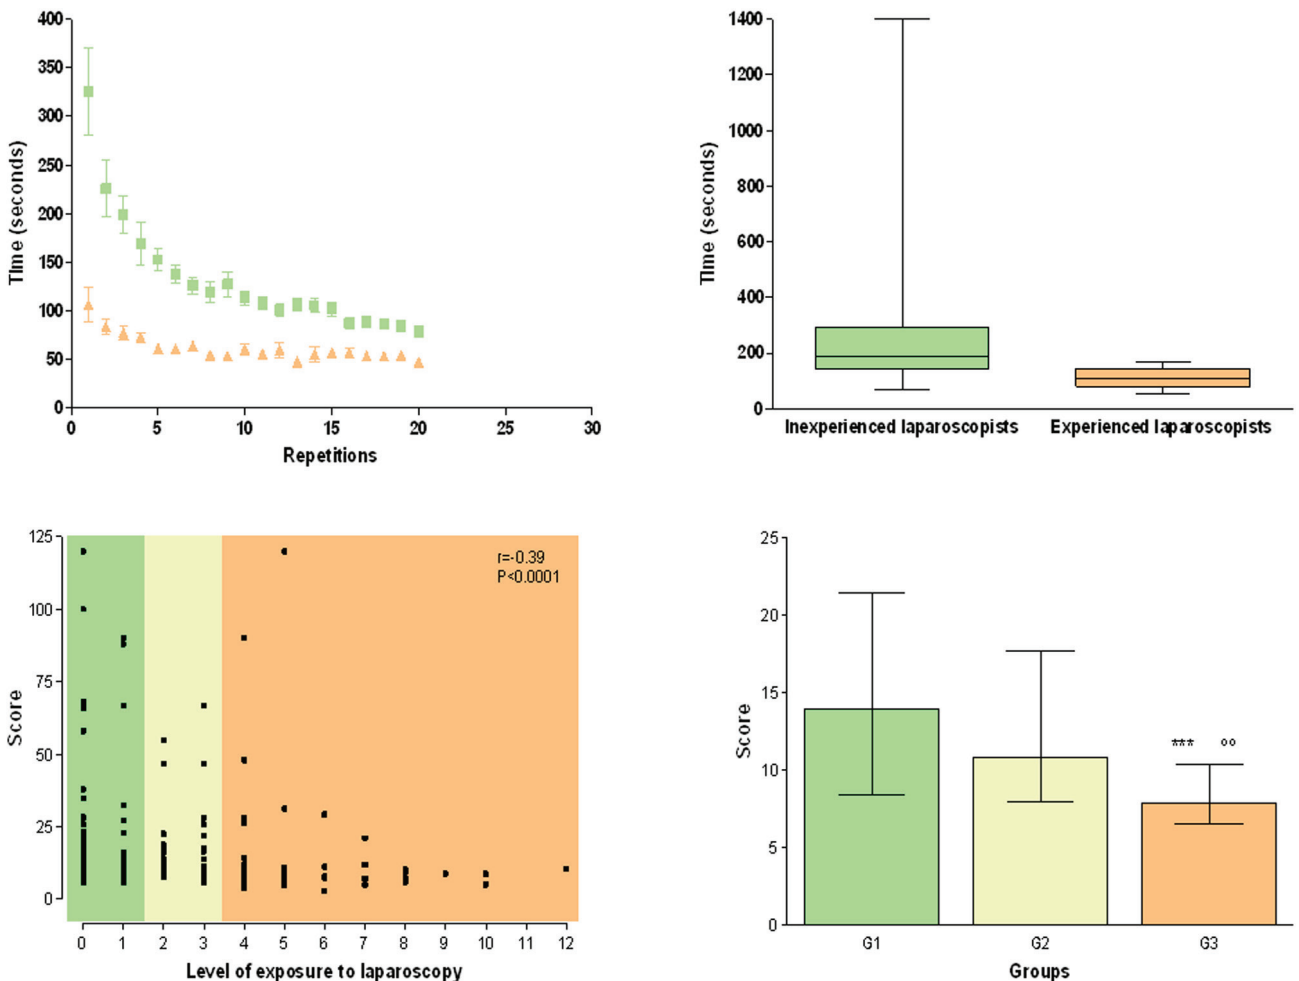 400
350
300
250
200
150
100
50
0
Time (seconds)
0 5 10 15 20 25 30
Repetitions
1400
1200
1000
800
600
400
200
0
Time (seconds)
Inexperienced laparoscopists Experienced laparoscopists
125
100
75
50
25
0
Score
r=-0.39
P<0.0001
0 1 2 3 4 5 6 7 8 9 10 11 12
Level of exposure to laparoscopy
25
20
15
10
5
0
Score
*** °°
G1 G2 G3
Groups